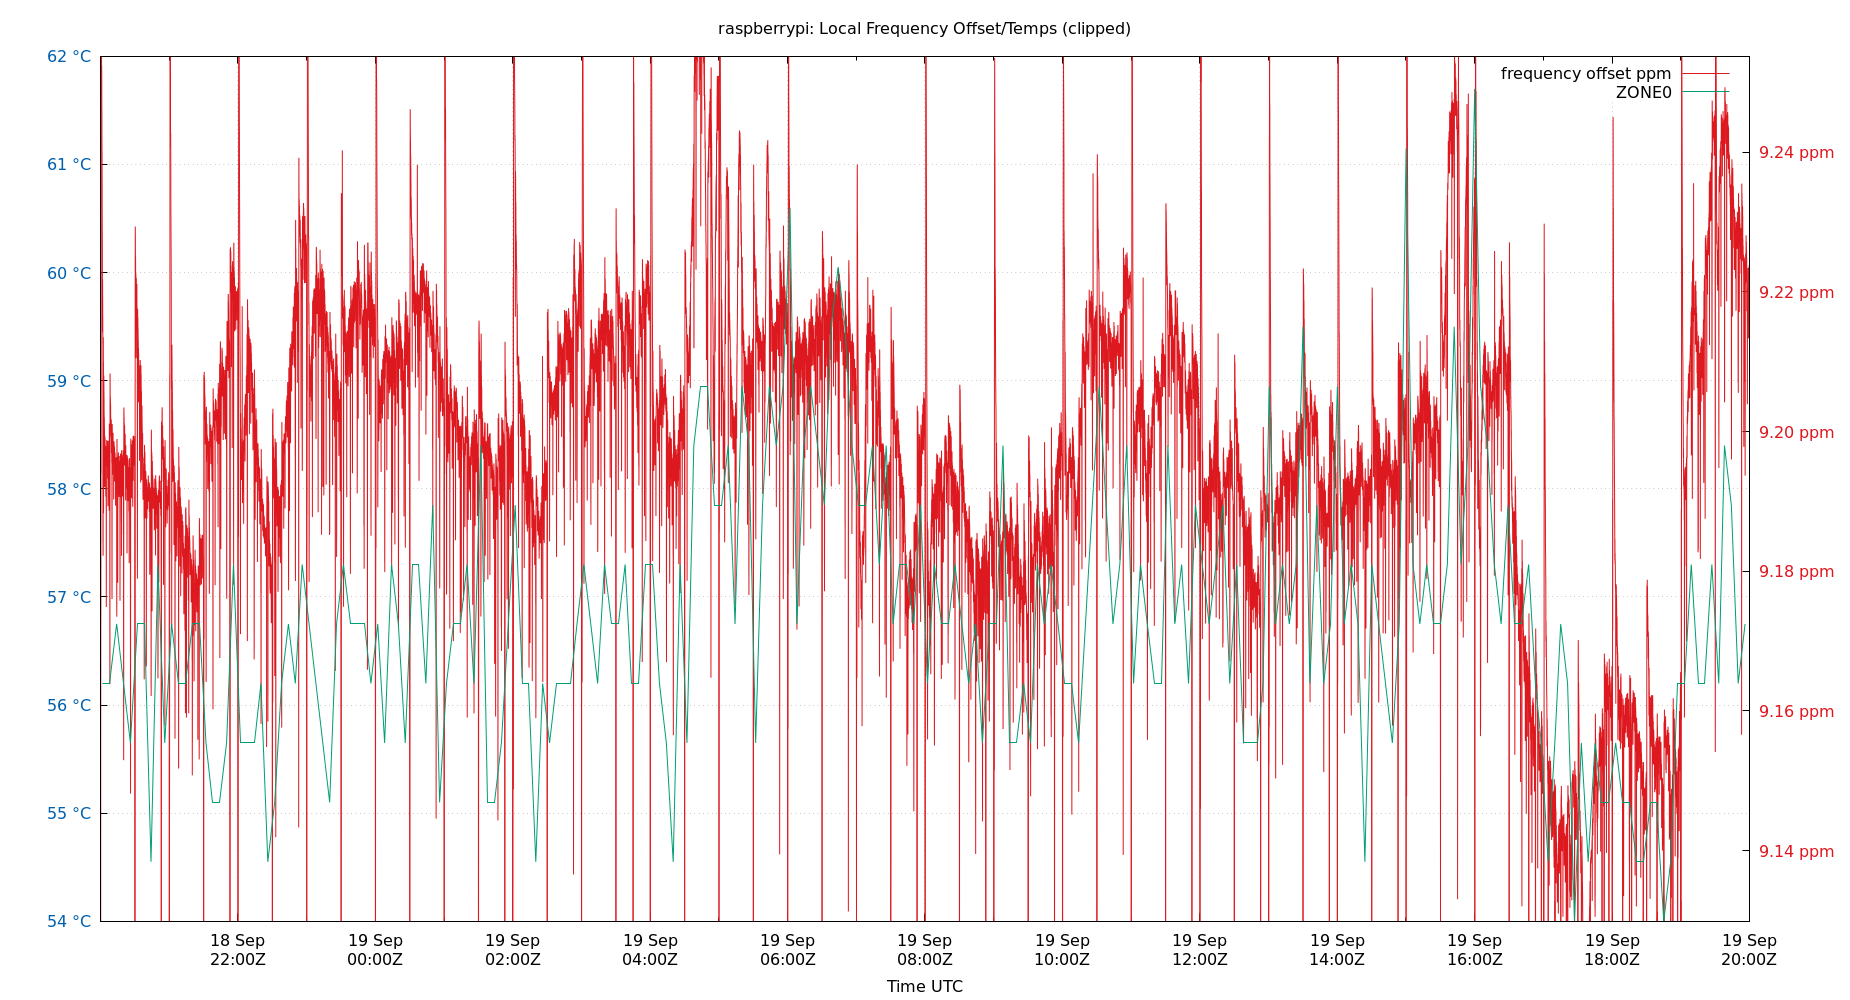 raspberrypi: Local Frequency Offset/Temps (clipped)
62 °C
61 °C
60 °C
59 °C
58 °C
57 °C
56 °C
55 °C
54 °C
frequency offset ppm
ZONE0
9.24 ppm
9.22 ppm
9.20 ppm
9.18 ppm
9.16 ppm
9.14 ppm
18 Sep
22:00Z
19 Sep
00:00Z
19 Sep
02:00Z
19 Sep
04:00Z
19 Sep
06:00Z
19 Sep
08:00Z
19 Sep
10:00Z
19 Sep
12:00Z
19 Sep
14:00Z
19 Sep
16:00Z
19 Sep
18:00Z
19 Sep
20:00Z
Time UTC